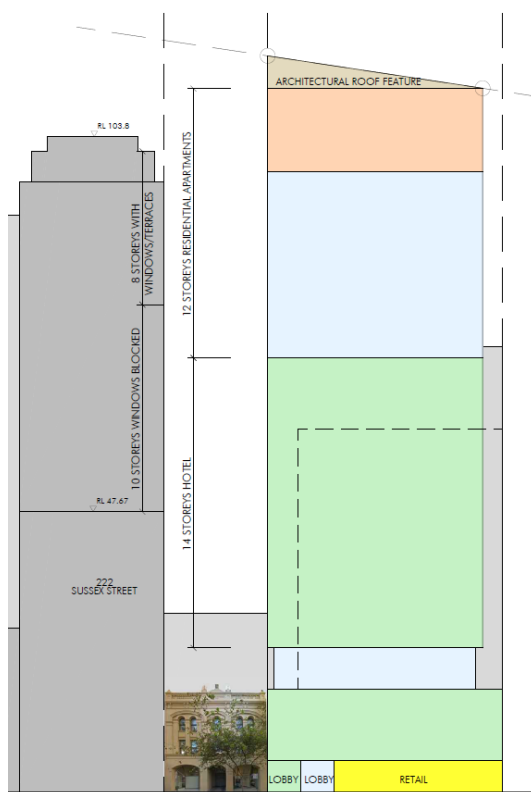 ARCHITECTURAL ROOF FEATURE
RL 103.8
8 STOREYS WITH
WINDOWS/TERRACES
12 STOREYS RESIDENTIAL APARTMENTS
10 STOREYS WINDOWS BLOCKED
RL 47.67
14 STOREYS HOTEL
222
SUSSEX STREET
LOBBY
LOBBY
RETAIL